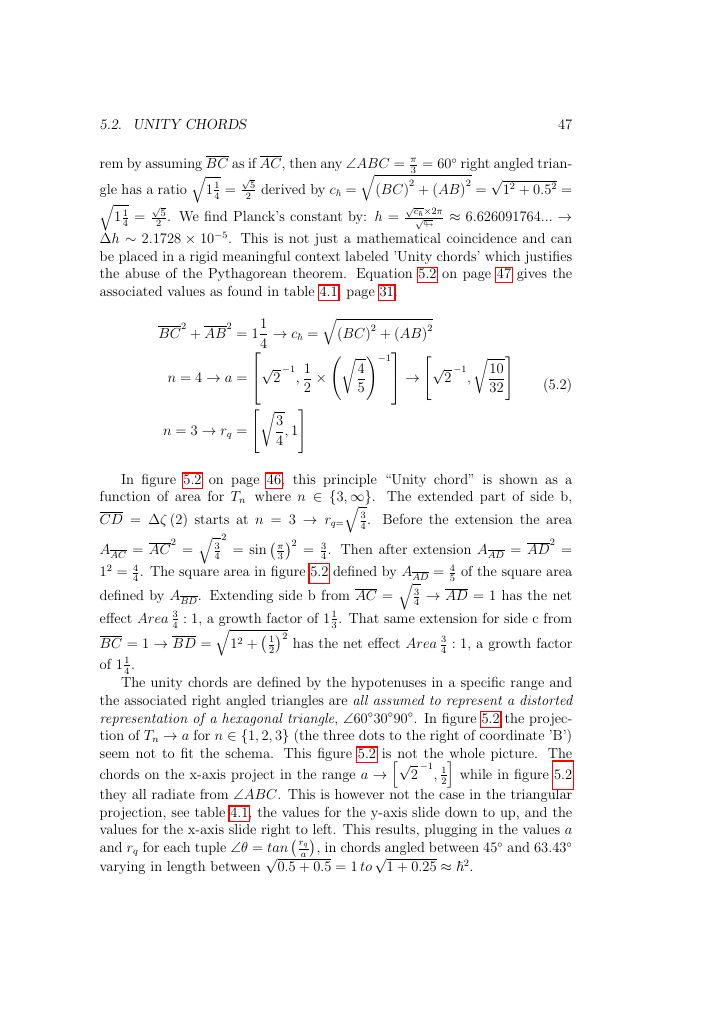 5.2. UNITY CHORDS 47
rem by assuming $\overline{BC}$ as if $\overline{AC}$, then any ∠ABC = $\frac{\pi}{3}$ = 60° right angled trian-
gle has a ratio $\sqrt{1\frac{1}{4}} = \frac{\sqrt{5}}{2}$ derived by $c_\hbar = \sqrt{(BC)^2 + (AB)^2} = \sqrt{1^2 + 0.5^2}$ =
$\sqrt{1\frac{1}{4}} = \frac{\sqrt{5}}{2}$. We find Planck's constant by: $h = \frac{\sqrt{c_\hbar} \times 2\pi}{}$ ≈ 6.626091764... →
Δh ∼ 2.1728 × 10⁻⁵. This is not just a mathematical coincidence and can
be placed in a rigid meaningful context labeled 'Unity chords' which justifies
the abuse of the Pythagorean theorem. Equation 5.2 on page 47 gives the
associated values as found in table 4.1, page 31.
$\overline{BC}^2 + \overline{AB}^2 = 1\frac{1}{4} \rightarrow c_\hbar = \sqrt{(BC)^2 + (AB)^2}$
$n = 4 \rightarrow a = \left[\sqrt{2}^{-1}, \frac{1}{2} \times \left(\sqrt{\frac{4}{5}}\right)^{-1}\right] \rightarrow \left[\sqrt{2}^{-1}, \sqrt{\frac{10}{32}}\right]$ (5.2)
$n = 3 \rightarrow r_q = \left[\sqrt{\frac{3}{4}}, 1\right]$
In figure 5.2 on page 46, this principle “Unity chord” is shown as a
function of area for $T_n$ where n ∈ {3, ∞}. The extended part of side b,
$\overline{CD}$ = Δζ (2) starts at n = 3 → $r_{q=}\sqrt{\frac{3}{4}}$. Before the extension the area
$A_{\overline{AC}} = \overline{AC}^2 = \sqrt{\frac{3}{4}}^2 = \sin\left(\frac{\pi}{3}\right)^2 = \frac{3}{4}$. Then after extension $A_{\overline{AD}} = \overline{AD}^2$ =
$1^2 = \frac{4}{4}$. The square area in figure 5.2 defined by $A_{\overline{AD}} = \frac{4}{5}$ of the square area
defined by $A_{\overline{BD}}$. Extending side b from $\overline{AC} = \sqrt{\frac{3}{4}} \rightarrow \overline{AD} = 1$ has the net
effect Area $\frac{3}{4}$ : 1, a growth factor of $1\frac{1}{3}$. That same extension for side c from
$\overline{BC} = 1 \rightarrow \overline{BD} = \sqrt{1^2 + \left(\frac{1}{2}\right)^2}$ has the net effect Area $\frac{3}{4}$ : 1, a growth factor
of $1\frac{1}{4}$.
The unity chords are defined by the hypotenuses in a specific range and
the associated right angled triangles are all assumed to represent a distorted
representation of a hexagonal triangle, ∠60°30°90°. In figure 5.2 the projec-
tion of $T_n$ → a for n ∈ {1, 2, 3} (the three dots to the right of coordinate 'B')
seem not to fit the schema. This figure 5.2 is not the whole picture. The
chords on the x-axis project in the range a → $\left[\sqrt{2}^{-1}, \frac{1}{2}\right]$ while in figure 5.2
they all radiate from ∠ABC. This is however not the case in the triangular
projection, see table 4.1, the values for the y-axis slide down to up, and the
values for the x-axis slide right to left. This results, plugging in the values a
and $r_q$ for each tuple ∠θ = tan $\left(\frac{r_q}{a}\right)$, in chords angled between 45° and 63.43°
varying in length between $\sqrt{0.5 + 0.5} = 1\ to\ \sqrt{1 + 0.25} \approx \hbar^2$.